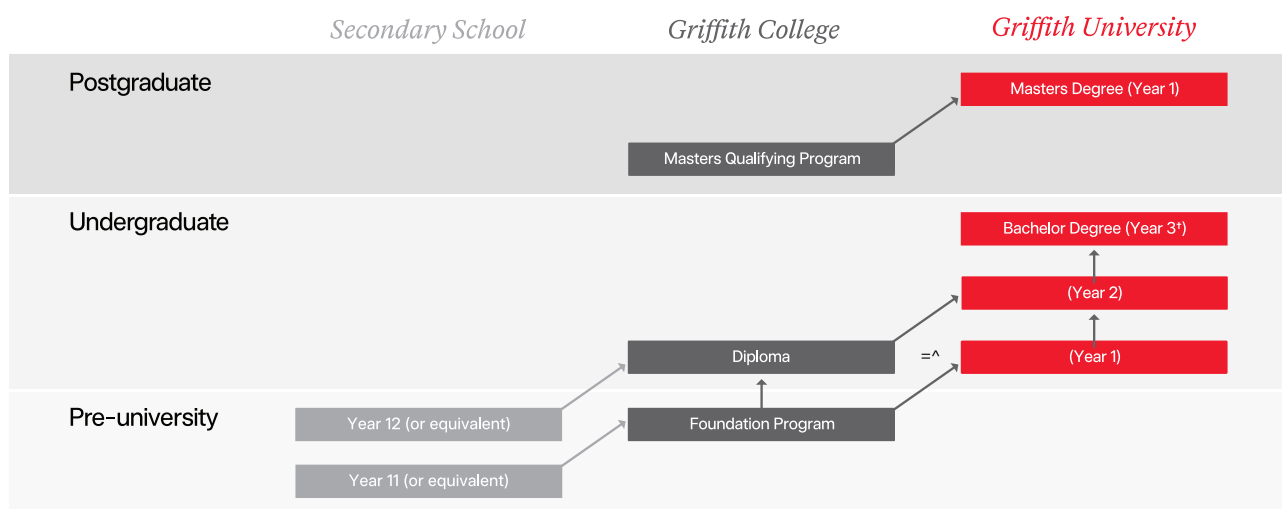 Secondary School
Griffith College
Griffith University
Postgraduate
Masters Degree (Year 1)
Masters Qualifying Program
Undergraduate
Bachelor Degree (Year 3†)
(Year 2)
Diploma
=^
(Year 1)
Pre-university
Year 12 (or equivalent)
Foundation Program
Year 11 (or equivalent)